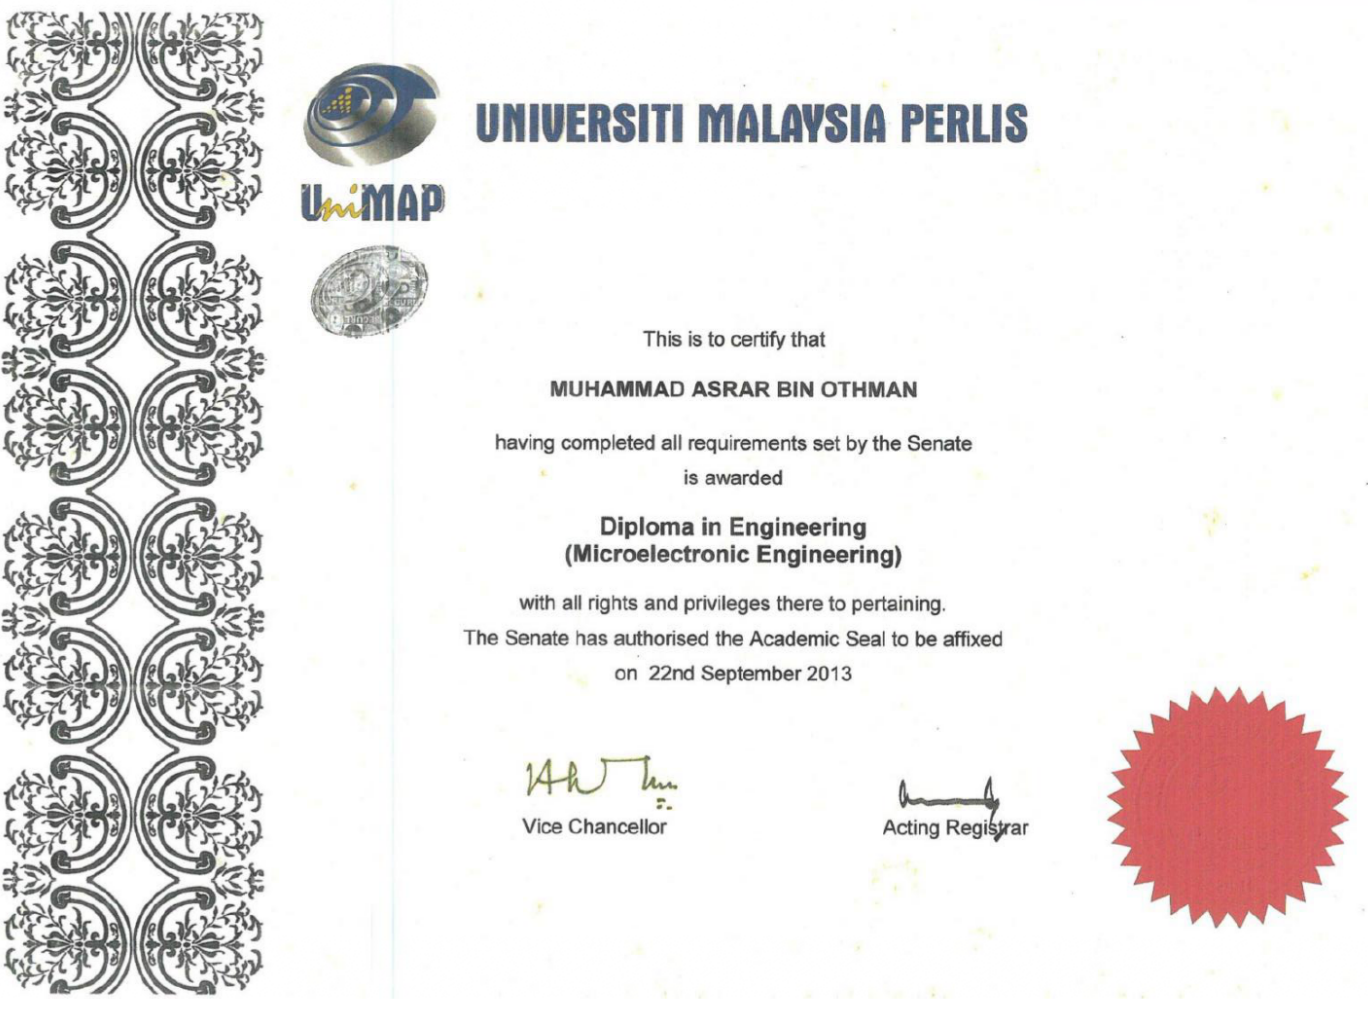 UNIVERSITI MALAYSIA PERLIS
UniMAP
This is to certify that
MUHAMMAD ASRAR BIN OTHMAN
having completed all requirements set by the Senate
is awarded
Diploma in Engineering
(Microelectronic Engineering)
with all rights and privileges there to pertaining.
The Senate has authorised the Academic Seal to be affixed
on 22nd September 2013
Vice Chancellor
Acting Registrar